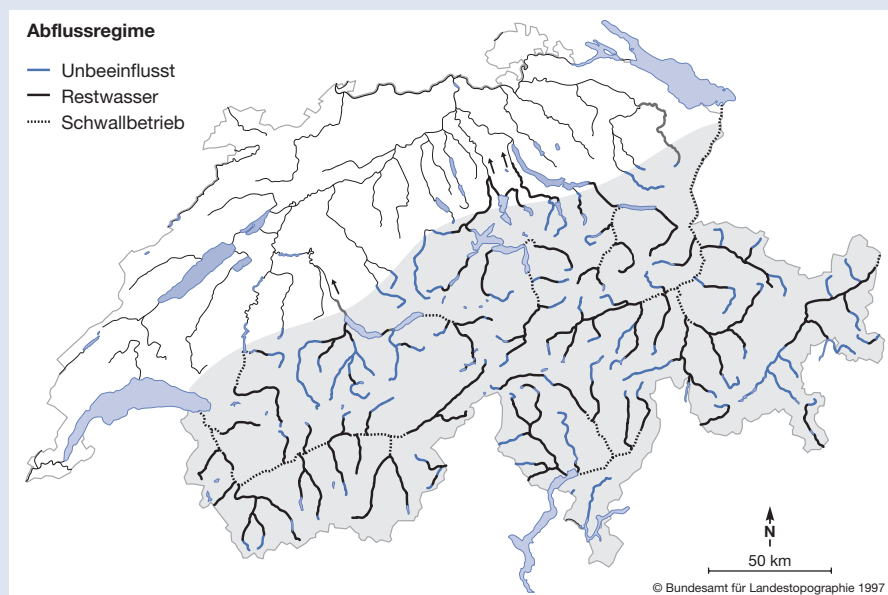 Abflussregime
Unbeeinflusst
Restwasser
Schwallbetrieb
N
50 km
© Bundesamt für Landestopographie 1997